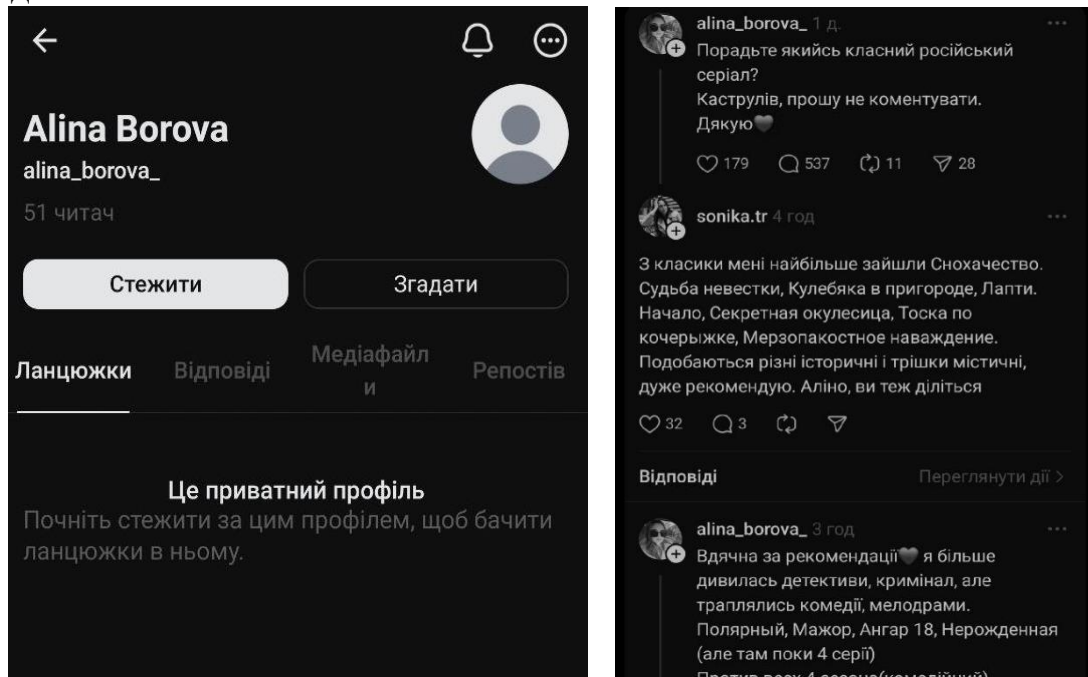 Alina Borova
alina_borova_
51 читач
Стежити
Згадати
Ланцюжки
Відповіді
Медіафайл
и
Репостів
Це приватний профіль
Почніть стежити за цим профілем, щоб бачити
ланцюжки в ньому.
alina_borova_ 1 д.
Порадьте якийсь класний російський
серіал?
Каструлів, прошу не коментувати.
Дякую🖤
179 537 11 28
sonika.tr 4 год
З класики мені найбільше зайшли Снохачество.
Судьба невестки, Кулебяка в пригороде, Лапти.
Начало, Секретная окулесица, Тоска по
кочерыжке, Мерзопакостное наваждение.
Подобаються різні історичні і трішки містичні,
дуже рекомендую. Аліно, ви теж діліться
32 3
Відповіді
Переглянути дії >
alina_borova_ 3 год
Вдячна за рекомендації🖤 я більше
дивилась детективи, кримінал, але
траплялись комедії, мелодрами.
Полярный, Мажор, Ангар 18, Нерожденная
(але там поки 4 серії)
Против всех 4 сезона(комедійний)